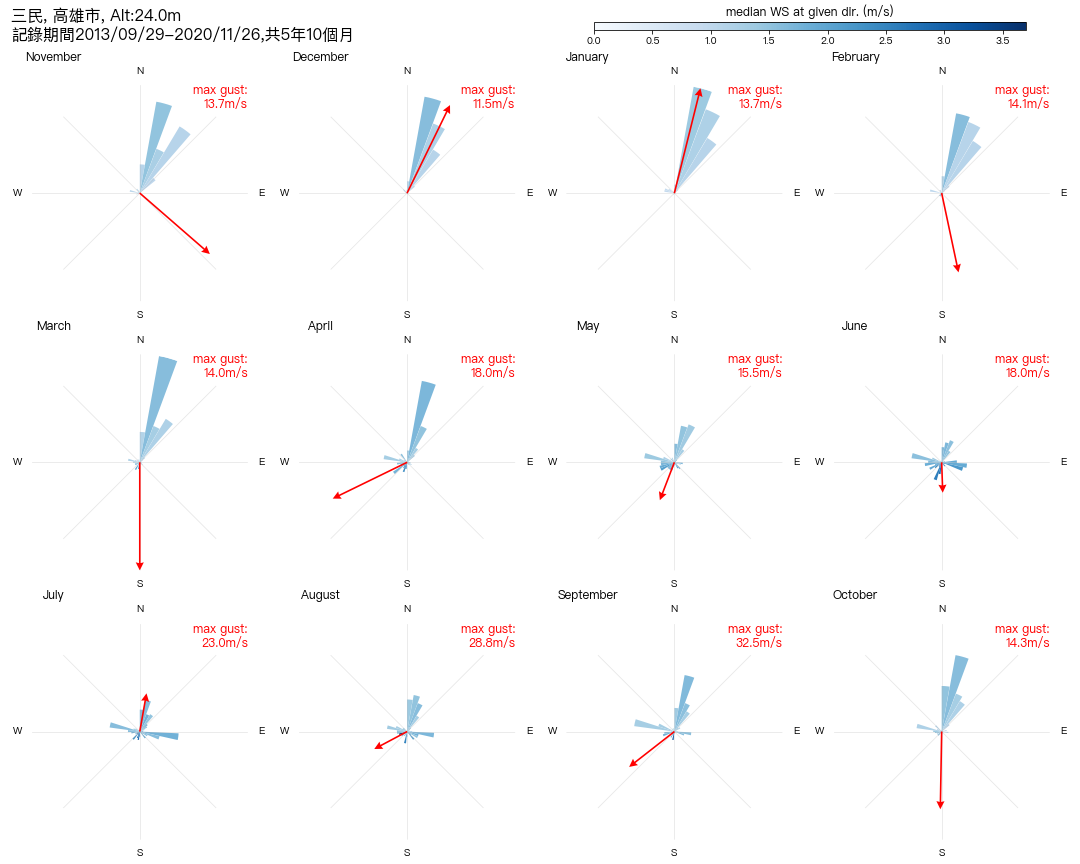 三民, 高雄市, Alt:24.0m
記錄期間2013/09/29-2020/11/26,共5年10個月
median WS at given dir. (m/s)
0.0 0.5 1.0 1.5 2.0 2.5 3.0 3.5
November
N
max gust:
13.7m/s
W
E
S
December
N
max gust:
11.5m/s
W
E
S
January
N
max gust:
13.7m/s
W
E
S
February
N
max gust:
14.1m/s
W
E
S
March
N
max gust:
14.0m/s
W
E
S
April
N
max gust:
18.0m/s
W
E
S
May
N
max gust:
15.5m/s
W
E
S
June
N
max gust:
18.0m/s
W
E
S
July
N
max gust:
23.0m/s
W
E
S
August
N
max gust:
28.8m/s
W
E
S
September
N
max gust:
32.5m/s
W
E
S
October
N
max gust:
14.3m/s
W
E
S